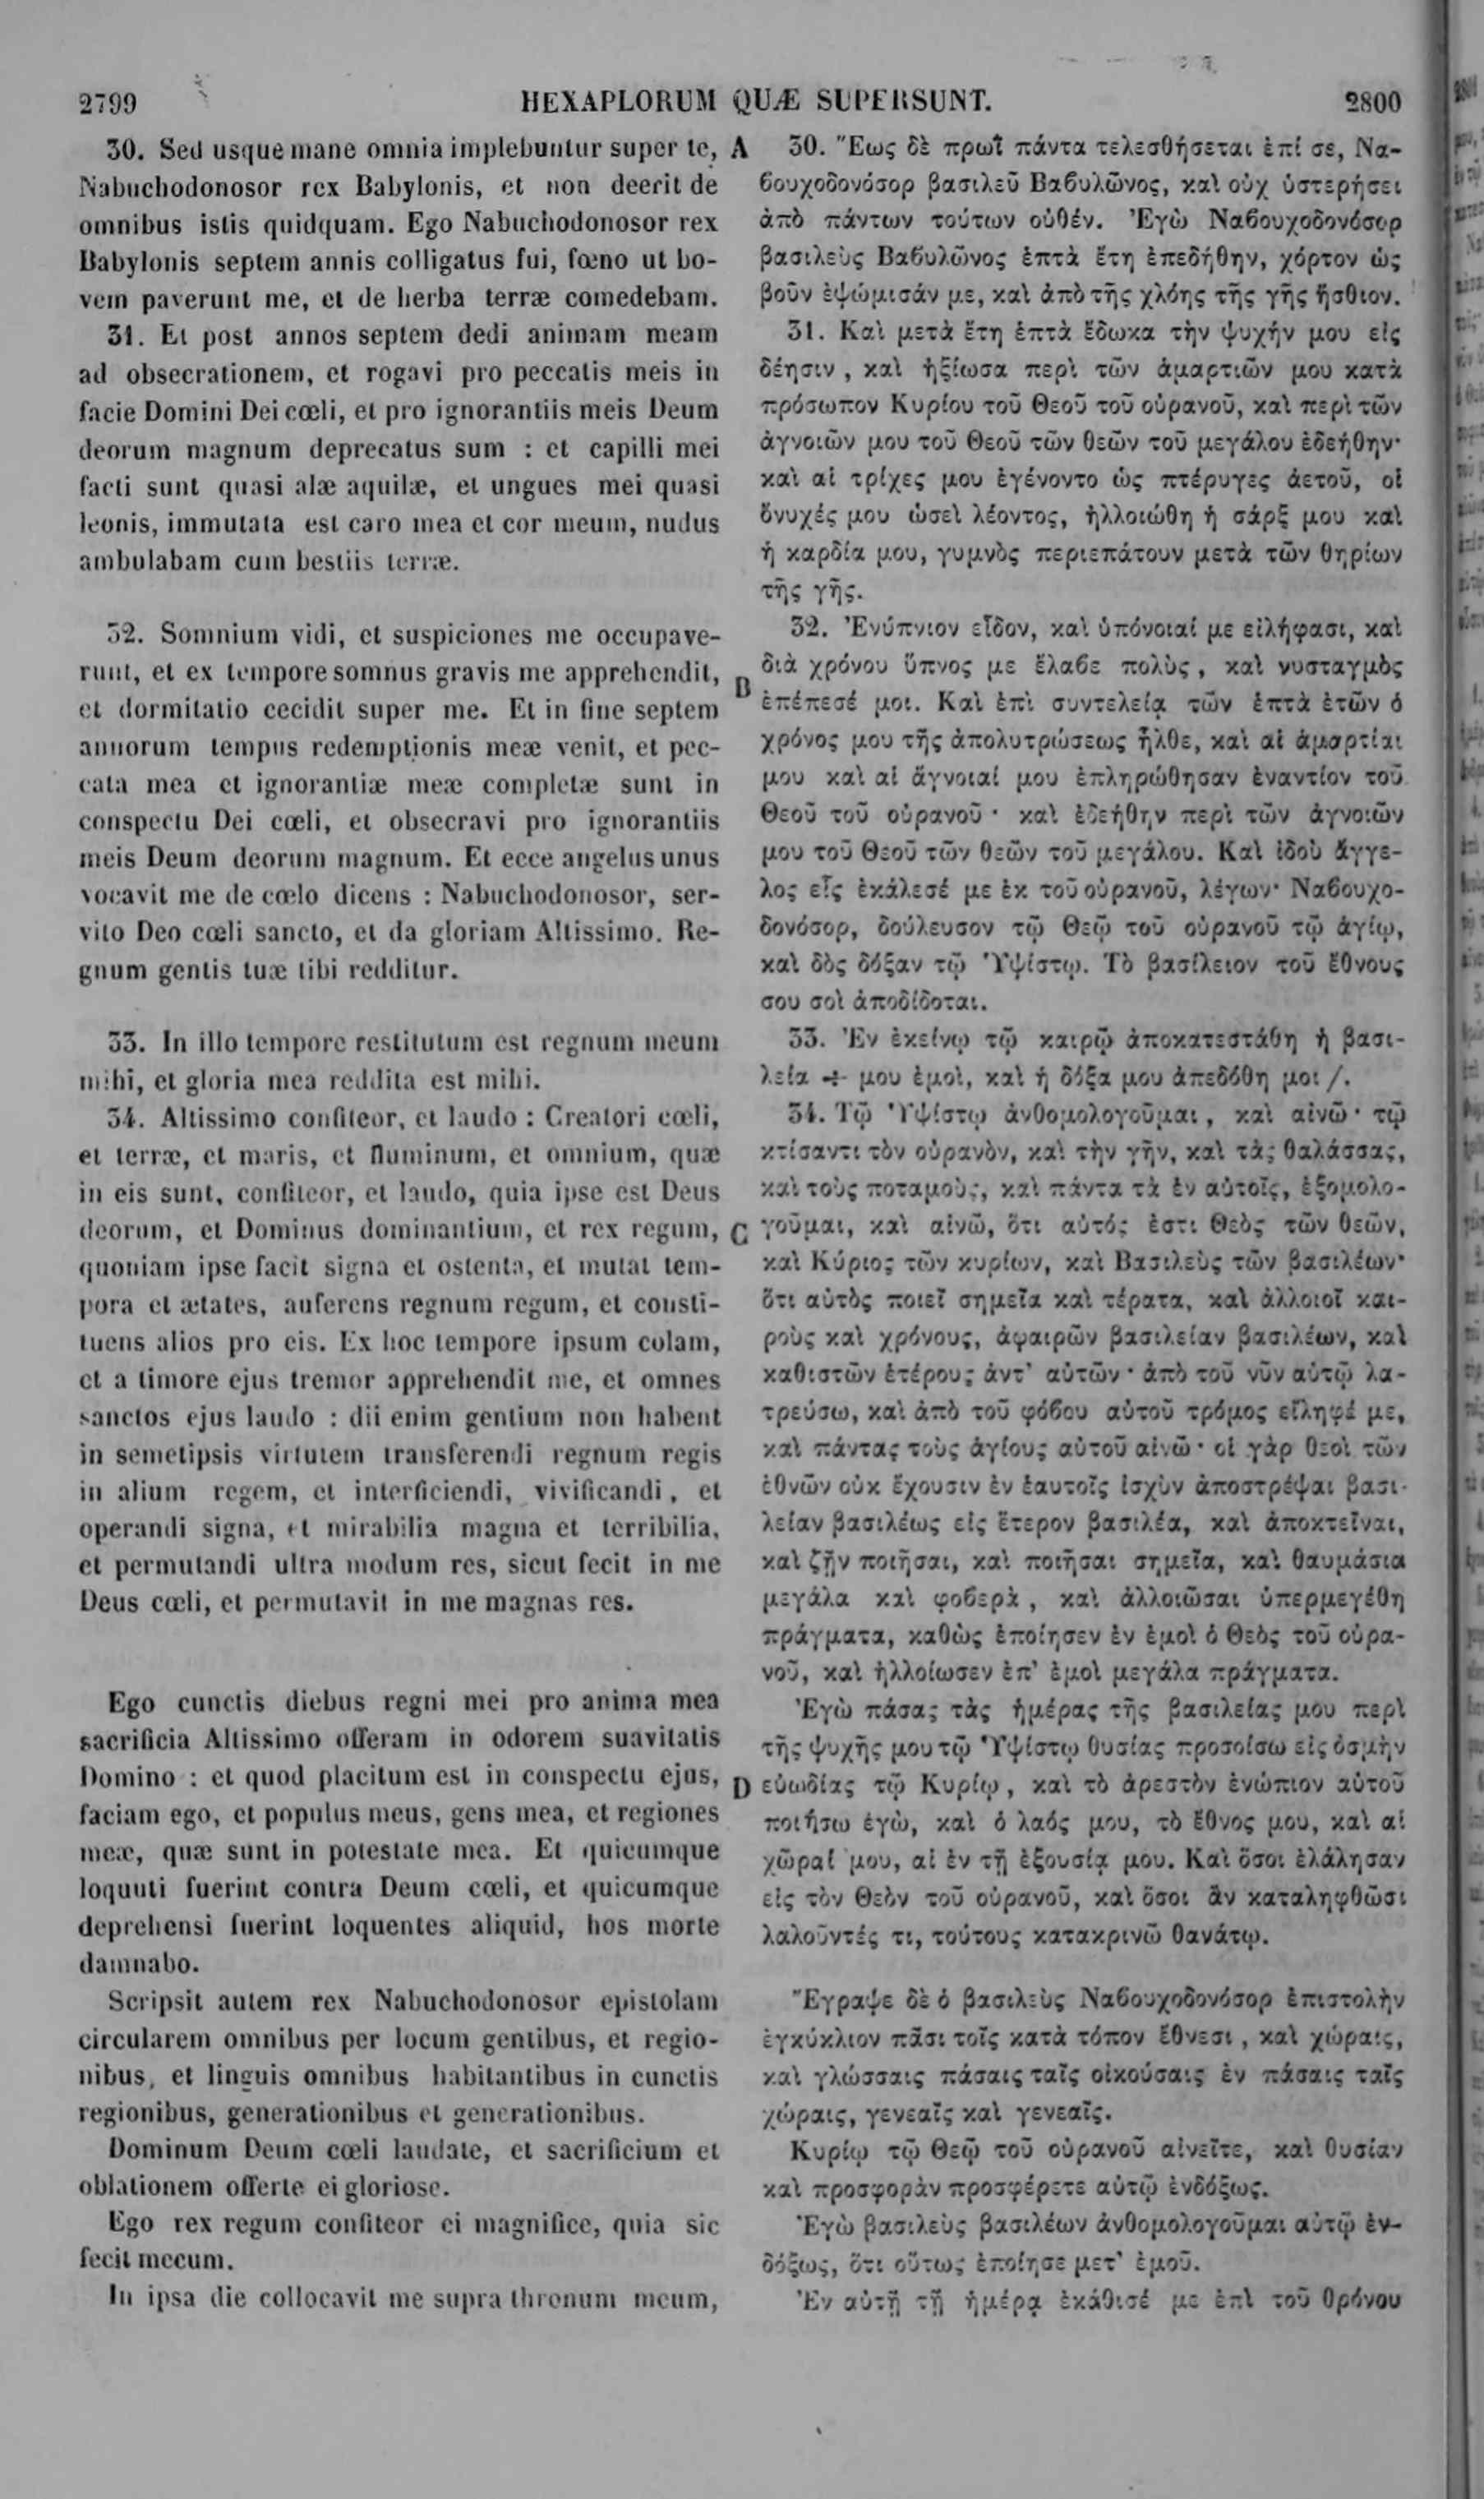 2799
HEXAPLORUM QUÆ SUPERSUNT.
2800
30. Sed usque mane omnia implebuntur super te,
Nabuchodonosor rex Babylonis, et non deerit de
omnibus istis quidquam. Ego Nabuchodonosor rex
Babylonis septem annis colligatus fui, fœno ut bo-
vem paverunt me, et de herba terræ comedebam.
31. Et post annos septem dedi animam meam
ad obsecrationem, et rogavi pro peccatis meis in
facie Domini Dei cœli, et pro ignorantiis meis Deum
deorum magnum deprecatus sum : et capilli mei
facti sunt quasi alæ aquilæ, et ungues mei quasi
leonis, immutata est caro mea et cor meum, nudus
ambulabam cum bestiis terræ.
32. Somnium vidi, et suspiciones me occupave-
runt, et ex tempore somnus gravis me apprehendit,
et dormitatio cecidit super me. Et in fine septem
annorum tempus redemptionis meæ venit, et pec-
cata mea et ignorantiæ meæ completæ sunt in
conspectu Dei cœli, et obsecravi pro ignorantiis
meis Deum deorum magnum. Et ecce angelus unus
vocavit me de cœlo dicens : Nabuchodonosor, ser-
vito Deo cœli sancto, et da gloriam Altissimo. Re-
gnum gentis tuæ tibi redditur.
33. In illo tempore restitutum est regnum meum
mihi, et gloria mea reddita est mihi.
34. Altissimo confiteor, et laudo : Creatori cœli,
et terræ, et maris, et fluminum, et omnium, quæ
in eis sunt, confiteor, et laudo, quia ipse est Deus
deorum, et Dominus dominantium, et rex regum,
quoniam ipse facit signa et ostenta, et mutat tem-
pora et ætates, auferens regnum regum, et consti-
tuens alios pro eis. Ex hoc tempore ipsum colam,
et a timore ejus tremor apprehendit me, et omnes
sanctos ejus laudo : dii enim gentium non habent
in semetipsis virtutem transferendi regnum regis
in alium regem, et interficiendi, vivificandi, et
operandi signa, et mirabilia magna et terribilia,
et permutandi ultra modum res, sicut fecit in me
Deus cœli, et permutavit in me magnas res.
Ego cunctis diebus regni mei pro anima mea
sacrificia Altissimo offeram in odorem suavitatis
Domino : et quod placitum est in conspectu ejus,
faciam ego, et populus meus, gens mea, et regiones
meæ, quæ sunt in potestate mea. Et quicumque
loquuti fuerint contra Deum cœli, et quicumque
deprehensi fuerint loquentes aliquid, hos morte
damnabo.
Scripsit autem rex Nabuchodonosor epistolam
circularem omnibus per locum gentibus, et regio-
nibus, et linguis omnibus habitantibus in cunctis
regionibus, generationibus et generationibus.
Dominum Deum cœli laudate, et sacrificium et
oblationem offerte ei gloriose.
Ego rex regum confiteor ei magnifice, quia sic
fecit mecum.
In ipsa die collocavit me supra thronum meum,
A
B
C
D
30. Ἕως δὲ πρωῒ πάντα τελεσθήσεται ἐπί σε, Να-
βουχοδονόσορ βασιλεῦ Βαβυλῶνος, καὶ οὐχ ὑστερήσει
ἀπὸ πάντων τούτων οὐθέν. Ἐγὼ Ναβουχοδονόσορ
βασιλεὺς Βαβυλῶνος ἑπτὰ ἔτη ἐπεδήθην, χόρτον ὡς
βοῦν ἐψώμισάν με, καὶ ἀπὸ τῆς χλόης τῆς γῆς ἤσθιον.
31. Καὶ μετὰ ἔτη ἑπτὰ ἔδωκα τὴν ψυχήν μου εἰς
δέησιν, καὶ ἠξίωσα περὶ τῶν ἁμαρτιῶν μου κατὰ
πρόσωπον Κυρίου τοῦ Θεοῦ τοῦ οὐρανοῦ, καὶ περὶ τῶν
ἀγνοιῶν μου τοῦ Θεοῦ τῶν θεῶν τοῦ μεγάλου ἐδεήθην·
καὶ αἱ τρίχες μου ἐγένοντο ὡς πτέρυγες ἀετοῦ, οἱ
ὄνυχές μου ὡσεὶ λέοντος, ἠλλοιώθη ἡ σάρξ μου καὶ
ἡ καρδία μου, γυμνὸς περιεπάτουν μετὰ τῶν θηρίων
τῆς γῆς.
32. Ἐνύπνιον εἶδον, καὶ ὑπόνοιαί με εἰλήφασι, καὶ
διὰ χρόνου ὕπνος με ἔλαβε πολὺς, καὶ νυσταγμὸς
ἐπέπεσέ μοι. Καὶ ἐπὶ συντελείᾳ τῶν ἑπτὰ ἐτῶν ὁ
χρόνος μου τῆς ἀπολυτρώσεως ἦλθε, καὶ αἱ ἁμαρτίαι
μου καὶ αἱ ἄγνοιαί μου ἐπληρώθησαν ἐναντίον τοῦ
Θεοῦ τοῦ οὐρανοῦ · καὶ ἐδεήθην περὶ τῶν ἀγνοιῶν
μου τοῦ Θεοῦ τῶν θεῶν τοῦ μεγάλου. Καὶ ἰδοὺ ἄγγε-
λος εἷς ἐκάλεσέ με ἐκ τοῦ οὐρανοῦ, λέγων· Ναβουχο-
δονόσορ, δούλευσον τῷ Θεῷ τοῦ οὐρανοῦ τῷ ἁγίῳ,
καὶ δὸς δόξαν τῷ Ὑψίστῳ. Τὸ βασίλειον τοῦ ἔθνους
σου σοὶ ἀποδίδοται.
33. Ἐν ἐκείνῳ τῷ καιρῷ ἀποκατεστάθη ἡ βασι-
λεία ÷ μου ἐμοὶ, καὶ ἡ δόξα μου ἀπεδόθη μοι /.
34. Τῷ Ὑψίστῳ ἀνθομολογοῦμαι, καὶ αἰνῶ· τῷ
κτίσαντι τὸν οὐρανὸν, καὶ τὴν γῆν, καὶ τὰς θαλάσσας,
καὶ τοὺς ποταμοὺς, καὶ πάντα τὰ ἐν αὐτοῖς, ἐξομολο-
γοῦμαι, καὶ αἰνῶ, ὅτι αὐτός ἐστι Θεὸς τῶν θεῶν,
καὶ Κύριος τῶν κυρίων, καὶ Βασιλεὺς τῶν βασιλέων·
ὅτι αὐτὸς ποιεῖ σημεῖα καὶ τέρατα, καὶ ἀλλοιοῖ και-
ροὺς καὶ χρόνους, ἀφαιρῶν βασιλείαν βασιλέων, καὶ
καθιστῶν ἑτέρους ἀντ' αὐτῶν · ἀπὸ τοῦ νῦν αὐτῷ λα-
τρεύσω, καὶ ἀπὸ τοῦ φόβου αὐτοῦ τρόμος εἴληφέ με,
καὶ πάντας τοὺς ἁγίους αὐτοῦ αἰνῶ · οἱ γὰρ θεοὶ τῶν
ἐθνῶν οὐκ ἔχουσιν ἐν ἑαυτοῖς ἰσχὺν ἀποστρέψαι βασι-
λείαν βασιλέως εἰς ἕτερον βασιλέα, καὶ ἀποκτεῖναι,
καὶ ζῇν ποιῆσαι, καὶ ποιῆσαι σημεῖα, καὶ θαυμάσια
μεγάλα καὶ φοβερὰ, καὶ ἀλλοιῶσαι ὑπερμεγέθη
πράγματα, καθὼς ἐποίησεν ἐν ἐμοὶ ὁ Θεὸς τοῦ οὐρα-
νοῦ, καὶ ἠλλοίωσεν ἐπ' ἐμοὶ μεγάλα πράγματα.
Ἐγὼ πάσας τὰς ἡμέρας τῆς βασιλείας μου περὶ
τῆς ψυχῆς μου τῷ Ὑψίστῳ θυσίας προσοίσω εἰς ὀσμὴν
εὐωδίας τῷ Κυρίῳ, καὶ τὸ ἀρεστὸν ἐνώπιον αὐτοῦ
ποιήσω ἐγὼ, καὶ ὁ λαός μου, τὸ ἔθνος μου, καὶ αἱ
χῶραί μου, αἱ ἐν τῇ ἐξουσίᾳ μου. Καὶ ὅσοι ἐλάλησαν
εἰς τὸν Θεὸν τοῦ οὐρανοῦ, καὶ ὅσοι ἂν καταληφθῶσι
λαλοῦντές τι, τούτους κατακρινῶ θανάτῳ.
Ἔγραψε δὲ ὁ βασιλεὺς Ναβουχοδονόσορ ἐπιστολὴν
ἐγκύκλιον πᾶσι τοῖς κατὰ τόπον ἔθνεσι, καὶ χώραις,
καὶ γλώσσαις πάσαις ταῖς οἰκούσαις ἐν πάσαις ταῖς
χώραις, γενεαῖς καὶ γενεαῖς.
Κυρίῳ τῷ Θεῷ τοῦ οὐρανοῦ αἰνεῖτε, καὶ θυσίαν
καὶ προσφορὰν προσφέρετε αὐτῷ ἐνδόξως.
Ἐγὼ βασιλεὺς βασιλέων ἀνθομολογοῦμαι αὐτῷ ἐν-
δόξως, ὅτι οὕτως ἐποίησε μετ' ἐμοῦ.
Ἐν αὐτῇ τῇ ἡμέρᾳ ἐκάθισέ με ἐπὶ τοῦ θρόνου